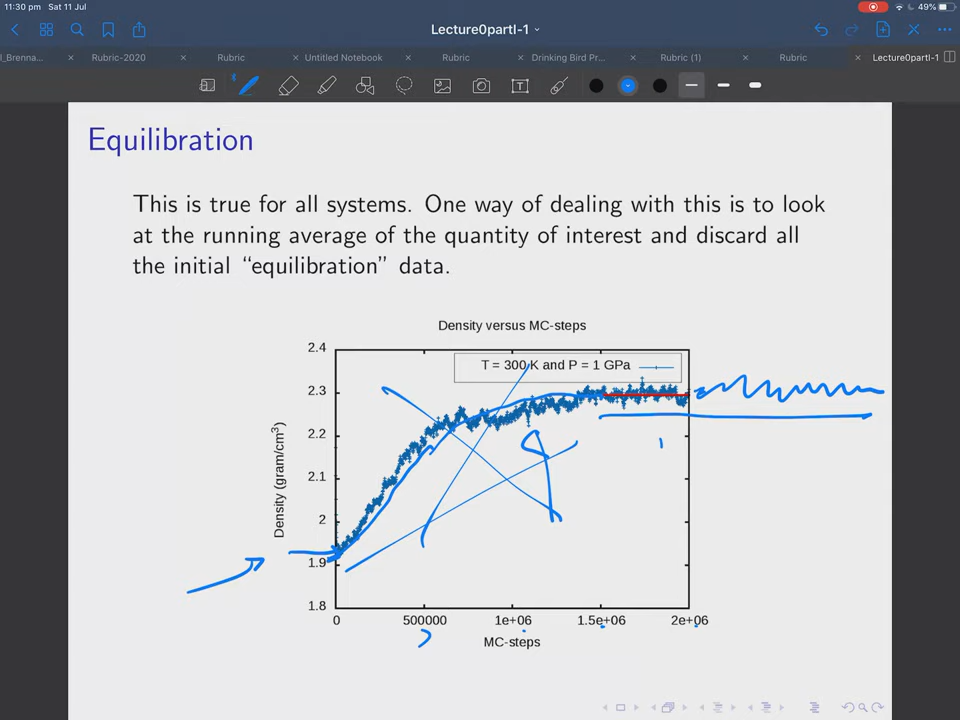 11:30 pm Sat 11 Jul
49%
Lecture0partI-1
l_Brenna...
Rubric-2020
Rubric
Untitled Notebook
Rubric
Drinking Bird Pr...
Rubric (1)
Rubric
Lecture0partI-1
Equilibration
This is true for all systems. One way of dealing with this is to look
at the running average of the quantity of interest and discard all
the initial “equilibration” data.
Density versus MC-steps
T = 300 K and P = 1 GPa
2.4
2.3
2.2
2.1
2
1.9
1.8
Density (gram/cm³)
0 500000 1e+06 1.5e+06 2e+06
MC-steps